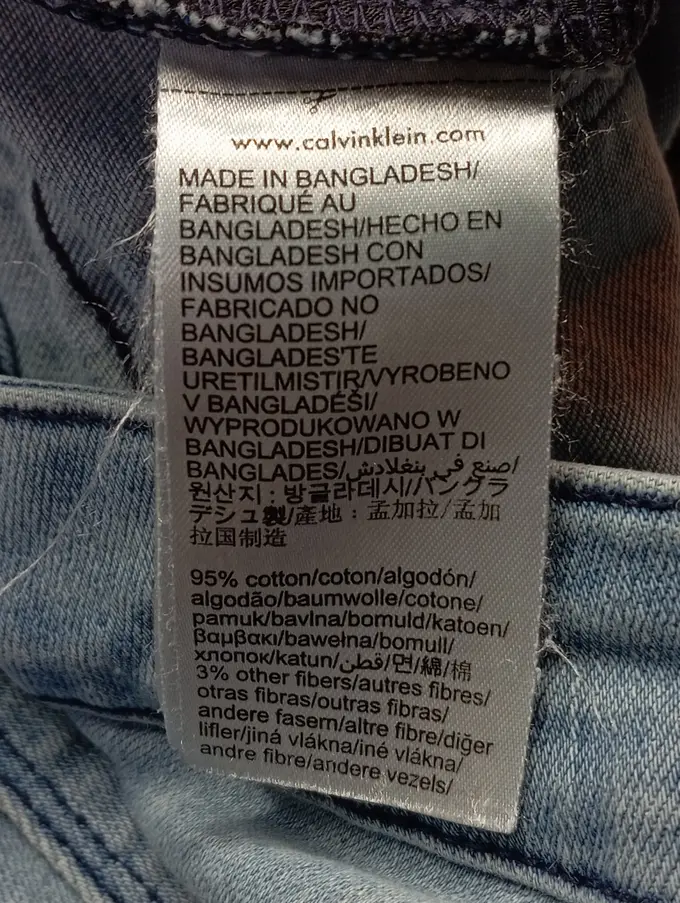 www.calvinklein.com
MADE IN BANGLADESH/
FABRIQUÉ AU
BANGLADESH/HECHO EN
BANGLADESH CON
INSUMOS IMPORTADOS/
FABRICADO NO
BANGLADESH/
BANGLADES'TE
URETILMISTIR/VYROBENO
V BANGLADÉŠI/
WYPRODUKOWANO W
BANGLADESH/DIBUAT DI
BANGLADES/صنع في بنغلادش/
원산지 : 방글라데시/バングラ
デシュ製/產地 : 孟加拉/孟加
拉国制造
95% cotton/coton/algodón/
algodão/baumwolle/cotone/
pamuk/bavlna/bomuld/katoen/
βαμβακι/bawełna/bomull/
хлопок/katun/قطن/면/綿/棉
3% other fibers/autres fibres/
otras fibras/outras fibras/
andere fasern/altre fibre/diğer
lifler/jiná vlákna/iné vlákna/
andre fibre/andere vezels/